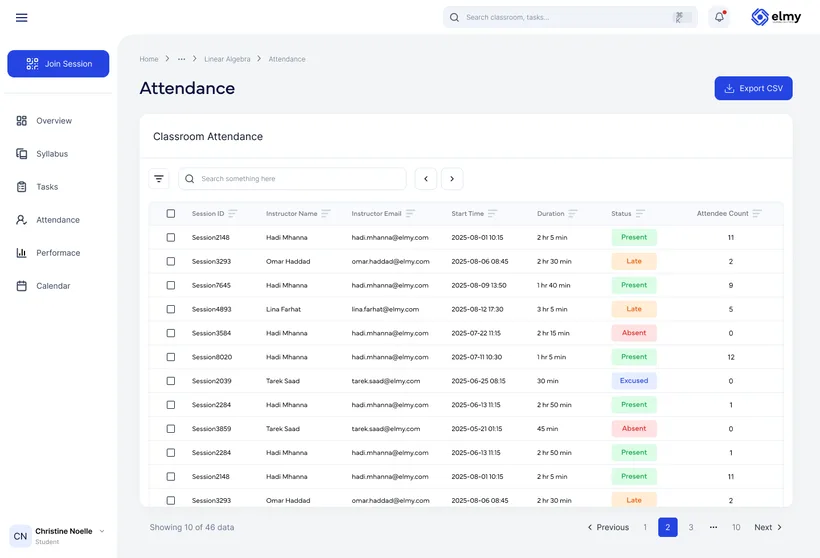 Search classroom, tasks...
⌘ K
elmy
Join Session
Overview
Syllabus
Tasks
Attendance
Performace
Calendar
CN
Christine Noelle
Student
Home > ··· > Linear Algebra > Attendance
Attendance
Export CSV
Classroom Attendance
Search something here
Session ID Instructor Name Instructor Email Start Time Duration Status Attendee Count
Session2148 Hadi Mhanna hadi.mhanna@elmy.com 2025-08-01 10:15 2 hr 5 min Present 11
Session3293 Omar Haddad omar.haddad@elmy.com 2025-08-06 08:45 2 hr 30 min Late 2
Session7645 Hadi Mhanna hadi.mhanna@elmy.com 2025-08-09 13:50 1 hr 40 min Present 9
Session4893 Lina Farhat lina.farhat@elmy.com 2025-08-12 17:30 3 hr 5 min Late 5
Session3584 Hadi Mhanna hadi.mhanna@elmy.com 2025-07-22 11:15 2 hr 15 min Absent 0
Session8020 Hadi Mhanna hadi.mhanna@elmy.com 2025-07-11 10:30 1 hr 5 min Present 12
Session2039 Tarek Saad tarek.saad@elmy.com 2025-06-25 08:15 30 min Excused 0
Session2284 Hadi Mhanna hadi.mhanna@elmy.com 2025-06-13 11:15 2 hr 50 min Present 1
Session3859 Tarek Saad tarek.saad@elmy.com 2025-05-21 01:15 45 min Absent 0
Session2284 Hadi Mhanna hadi.mhanna@elmy.com 2025-06-13 11:15 2 hr 50 min Present 1
Session2148 Hadi Mhanna hadi.mhanna@elmy.com 2025-08-01 10:15 2 hr 5 min Present 11
Session3293 Omar Haddad omar.haddad@elmy.com 2025-08-06 08:45 2 hr 30 min Late 2
Showing 10 of 46 data
< Previous 1 2 3 ··· 10 Next >